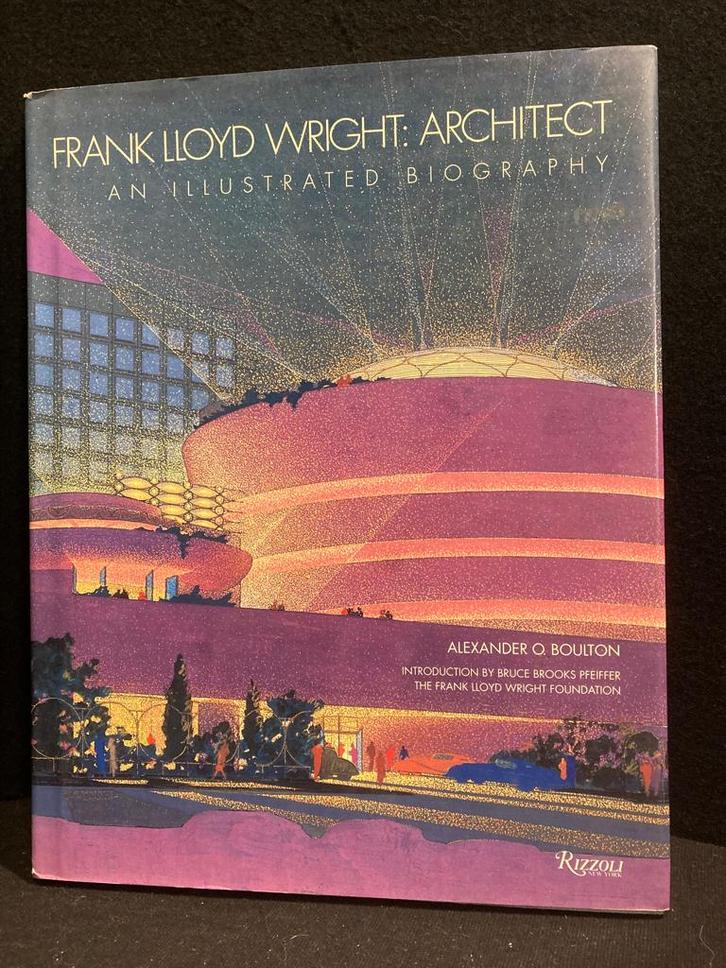 FRANK LLOYD WRIGHT: ARCHITECT
AN ILLUSTRATED BIOGRAPHY
ALEXANDER O. BOULTON
INTRODUCTION BY BRUCE BROOKS PFEIFFER
THE FRANK LLOYD WRIGHT FOUNDATION
RIZZOLI
NEW YORK